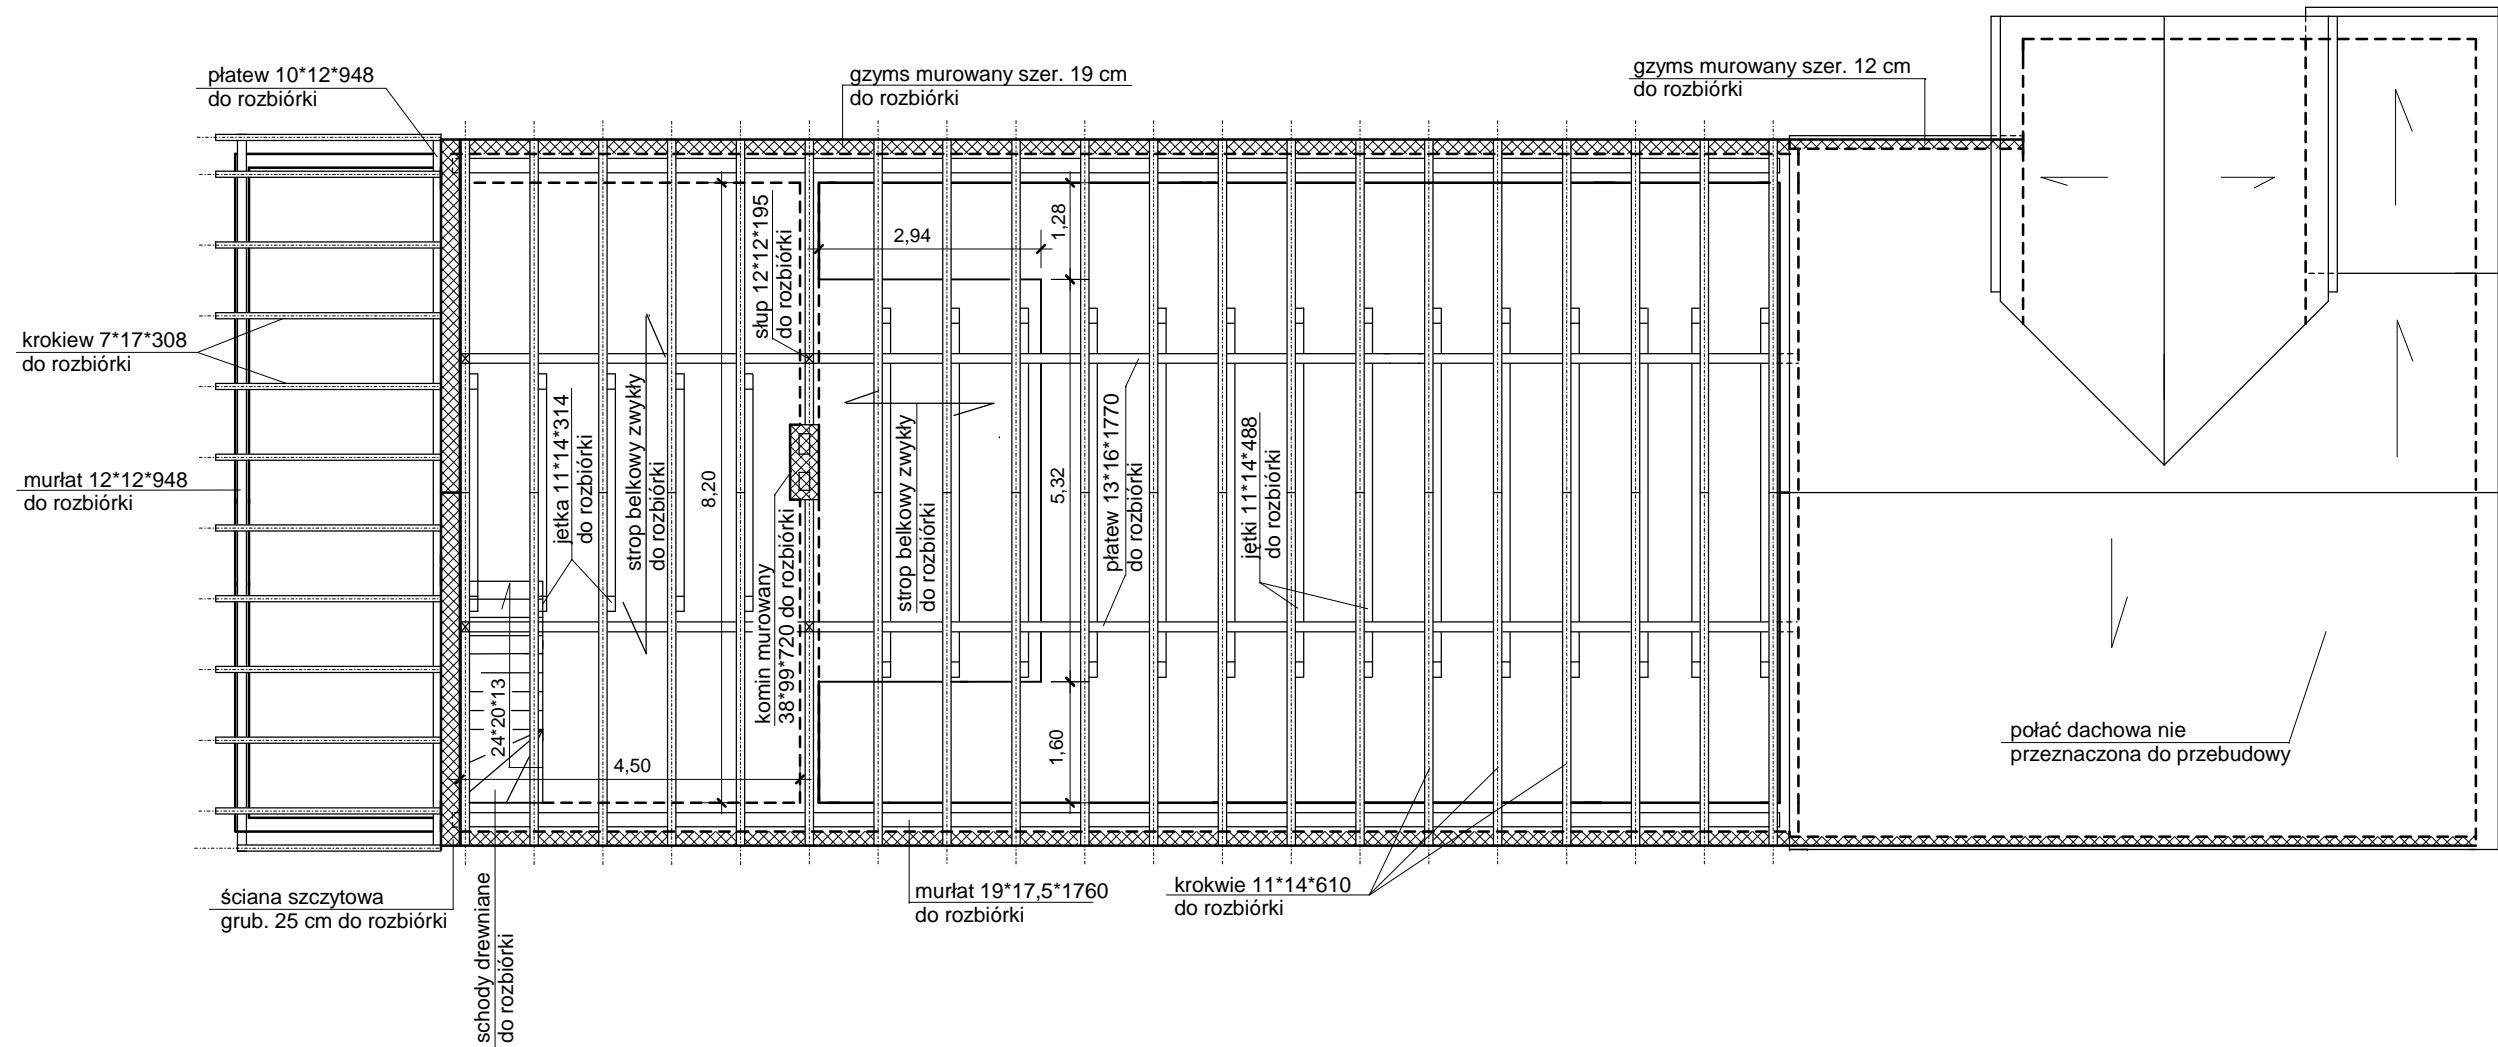 płatew 10*12*948
do rozbiórki
gzyms murowany szer. 19 cm
do rozbiórki
gzyms murowany szer. 12 cm
do rozbiórki
słup 12*12*195
do rozbiórki
2,94
1,28
krokiew 7*17*308
do rozbiórki
murłat 12*12*948
do rozbiórki
jetka 11*14*314
do rozbiórki
strop belkowy zwykły
do rozbiórki
8,20
komin murowany
38*99*720 do rozbiórki
strop belkowy zwykły
do rozbiórki
5,32
płatew 13*16*1770
do rozbiórki
jętki 11*14*488
do rozbiórki
24*20*13
4,50
1,60
połać dachowa nie
przeznaczona do przebudowy
ściana szczytowa
grub. 25 cm do rozbiórki
schody drewniane
do rozbiórki
murłat 19*17,5*1760
do rozbiórki
krokwie 11*14*610
do rozbiórki